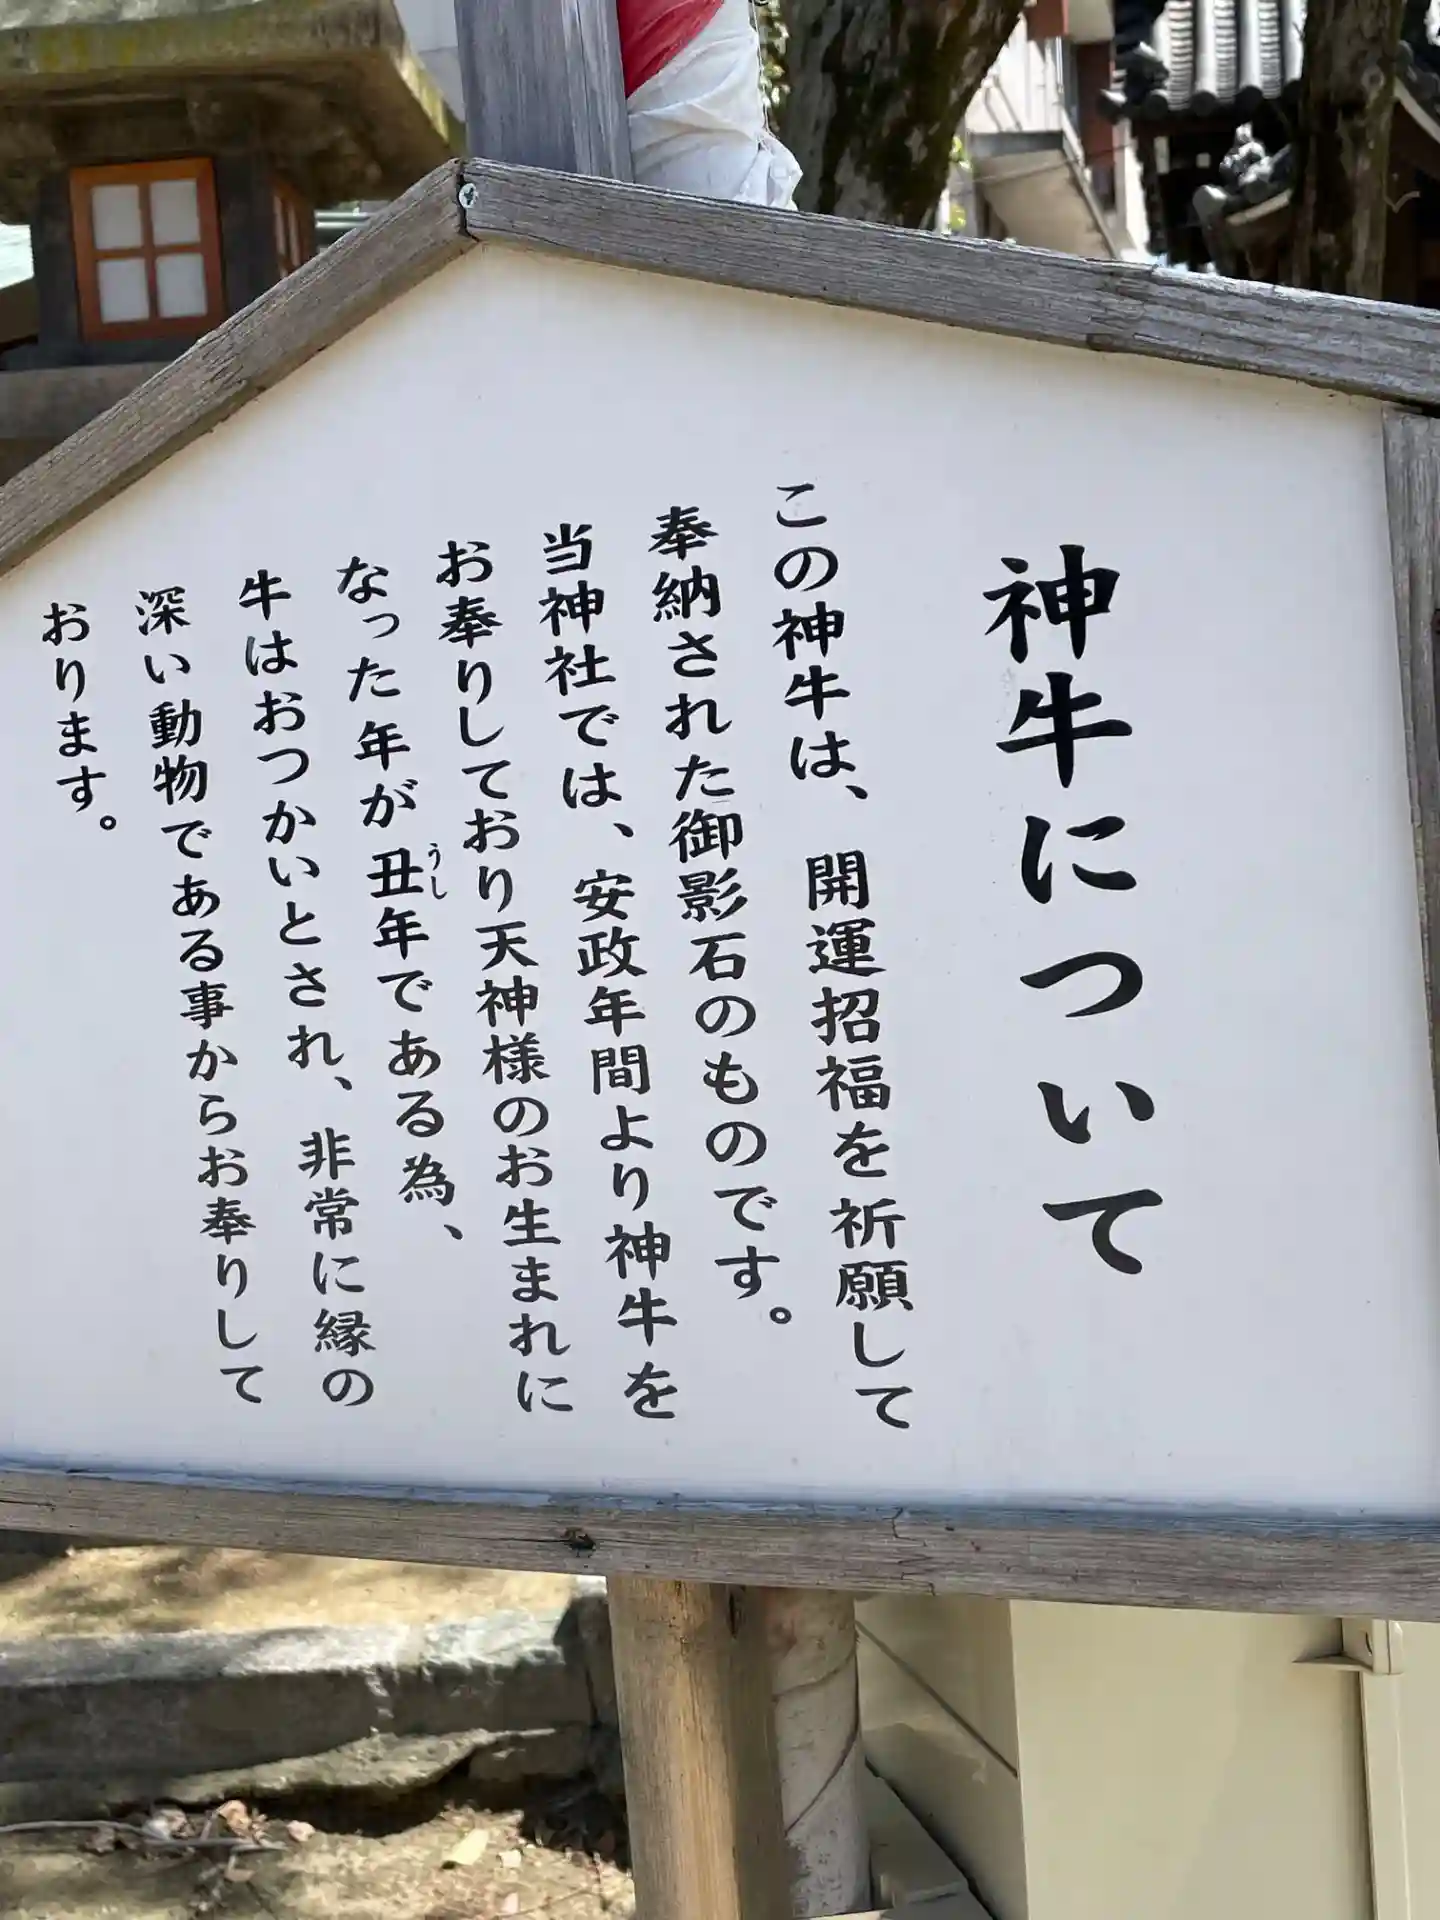 神牛について
この神牛は、開運招福を祈願して
奉納された御影石のものです。
当神社では、安政年間より神牛を
お奉りしており天神様のお生まれに
なった年が丑年である為、
うし
牛はおつかいとされ、非常に縁の
深い動物である事からお奉りして
おります。